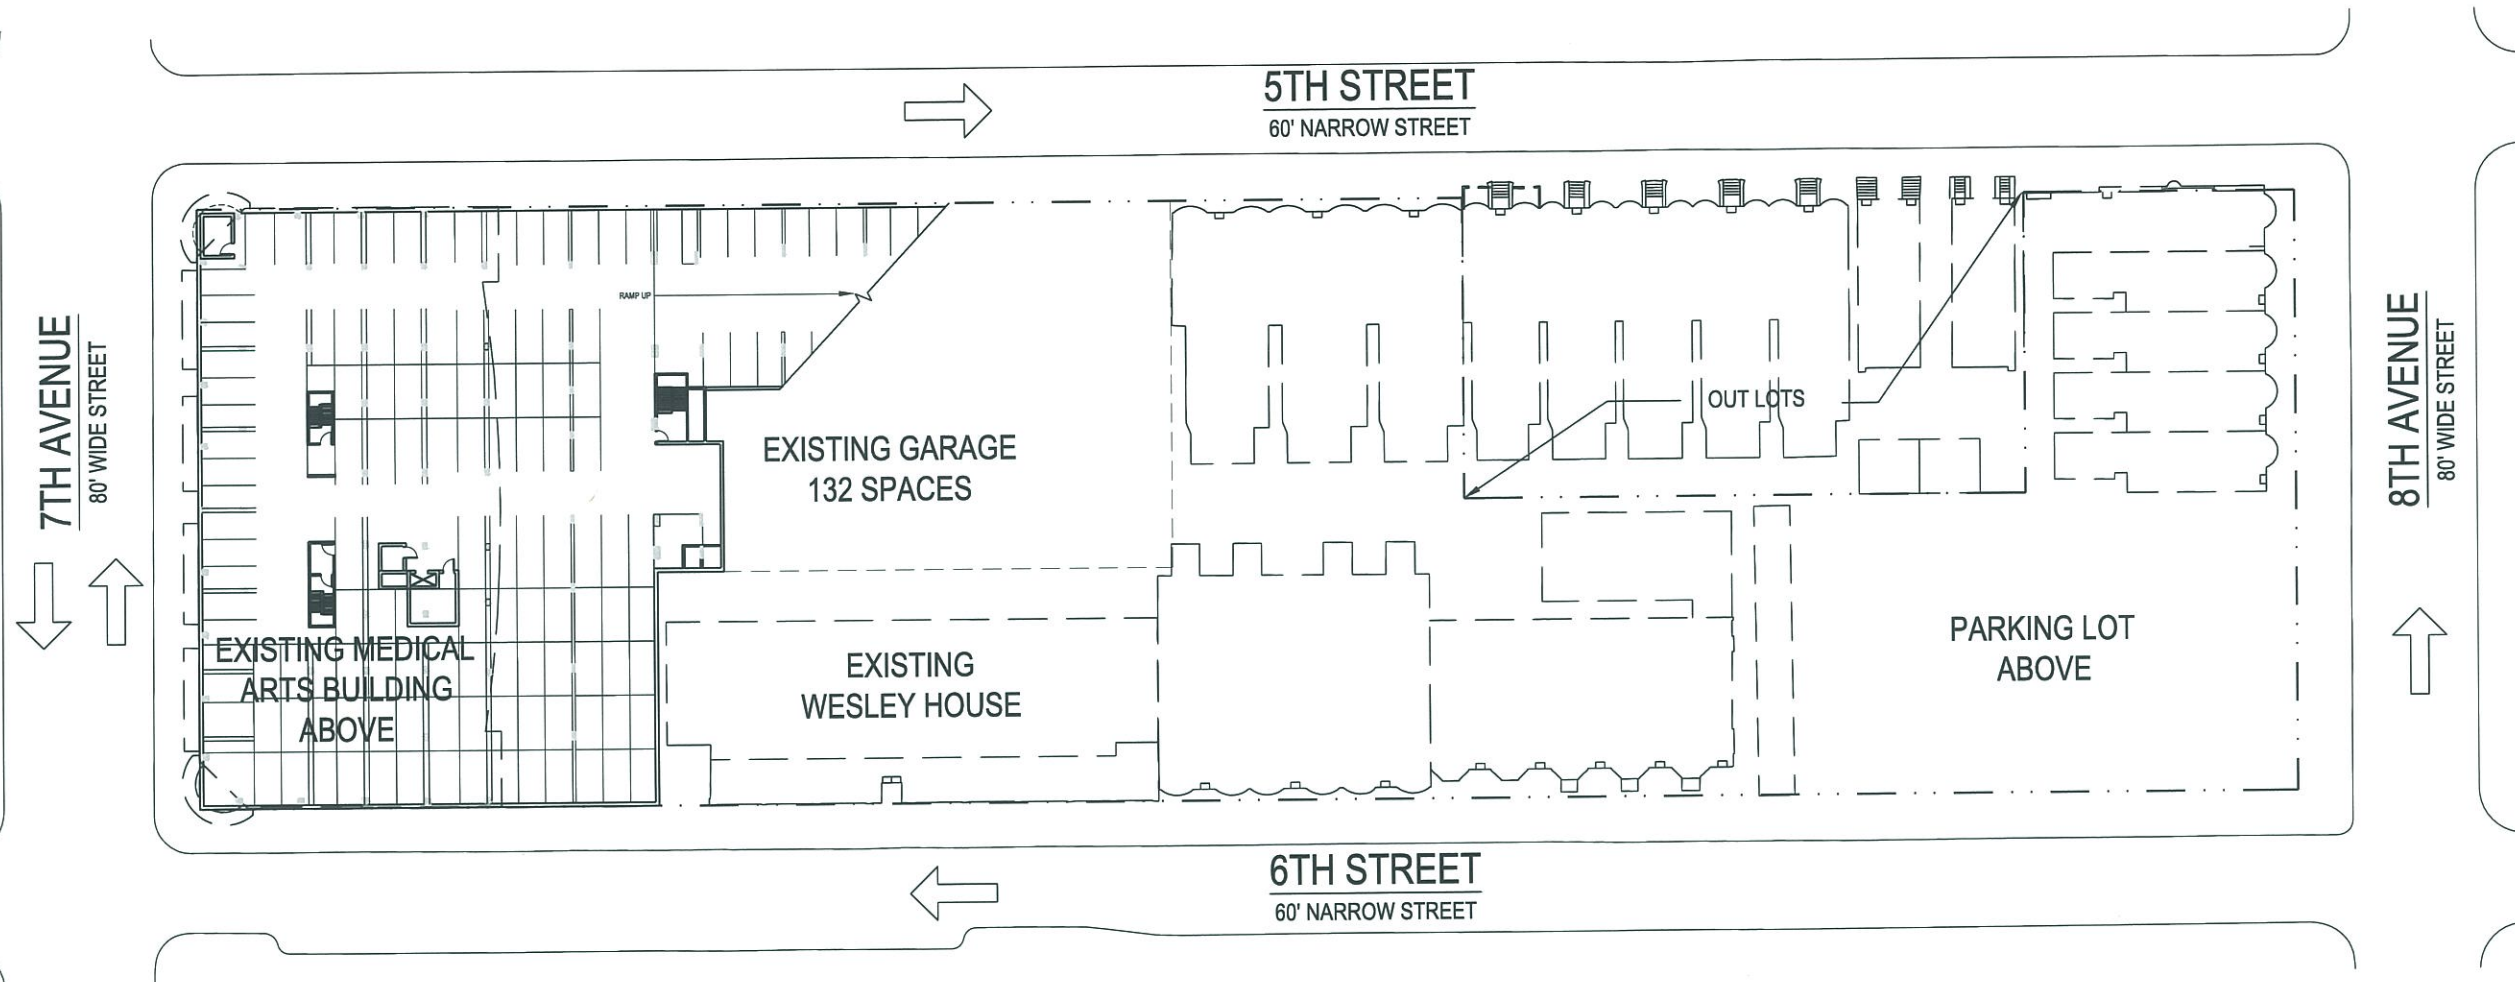 5TH STREET
60' NARROW STREET
7TH AVENUE
80' WIDE STREET
RAMP UP
EXISTING GARAGE
132 SPACES
OUT LOTS
8TH AVENUE
80' WIDE STREET
EXISTING MEDICAL
ARTS BUILDING
ABOVE
EXISTING
WESLEY HOUSE
PARKING LOT
ABOVE
6TH STREET
60' NARROW STREET